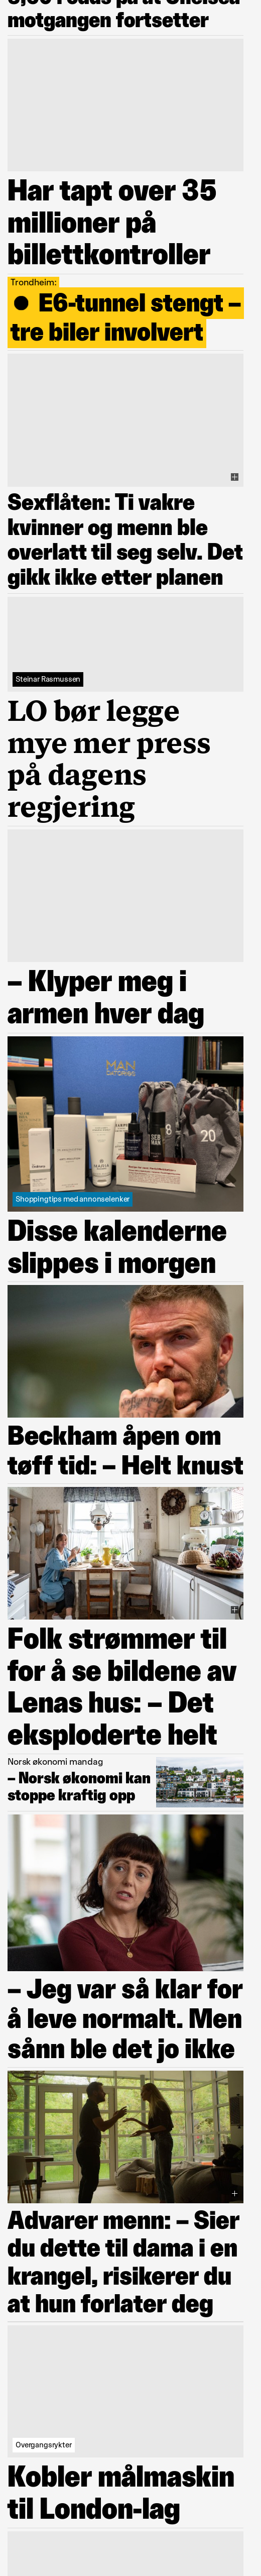 motgangen fortsetter
Har tapt over 35
millioner på
billettkontroller
Trondheim:
E6-tunnel stengt –
tre biler involvert
Sexflåten: Ti vakre
kvinner og menn ble
overlatt til seg selv. Det
gikk ikke etter planen
Steinar Rasmussen
LO bør legge
mye mer press
på dagens
regjering
– Klyper meg i
armen hver dag
MAN
8
20
Shoppingtips med annonselenker
Disse kalenderne
slippes i morgen
Beckham åpen om
tøff tid: – Helt knust
Folk strømmer til
for å se bildene av
Lenas hus: – Det
eksploderte helt
Norsk økonomi mandag
– Norsk økonomi kan
stoppe kraftig opp
– Jeg var så klar for
å leve normalt. Men
sånn ble det jo ikke
Advarer menn: – Sier
du dette til dama i en
krangel, risikerer du
at hun forlater deg
Overgangsrykter
Kobler målmaskin
til London-lag